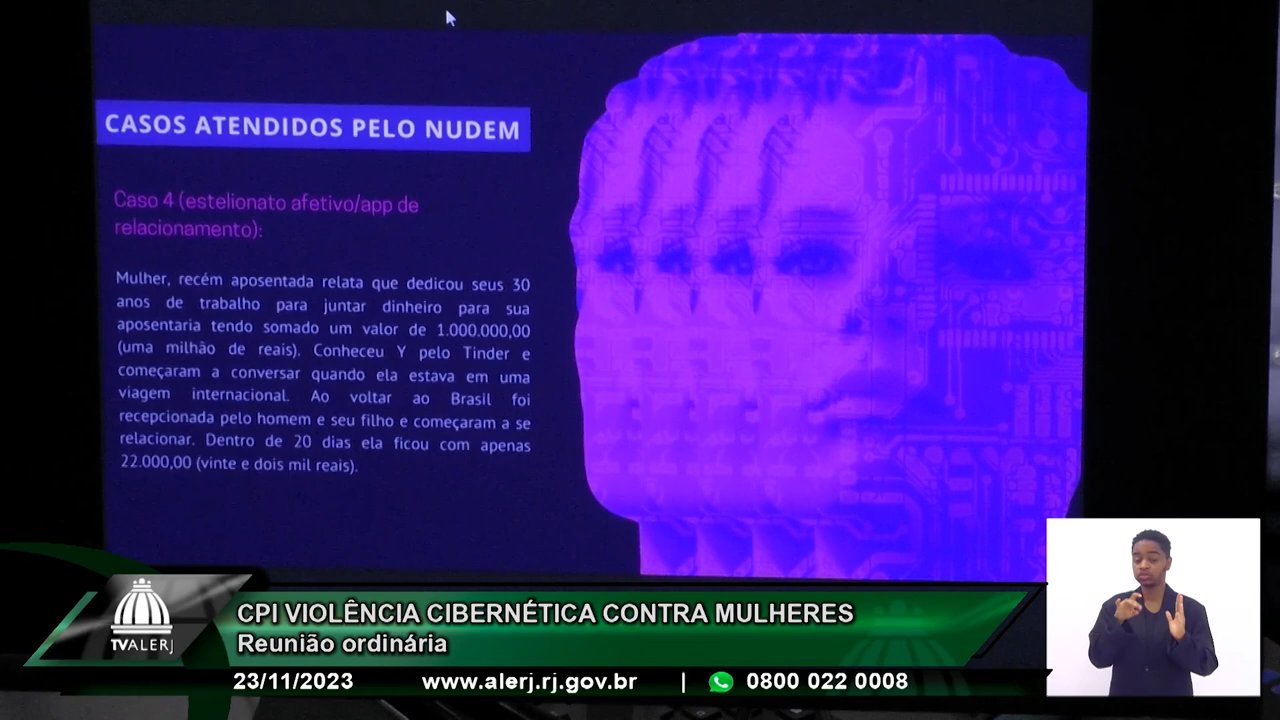 CASOS ATENDIDOS PELO NUDEM
Caso 4 (estelionato afetivo/app de
relacionamento):
Mulher, recém aposentada relata que dedicou seus 30
anos de trabalho para juntar dinheiro para sua
aposentaria tendo somado um valor de 1.000.000,00
(uma milhão de reais). Conheceu Y pelo Tinder e
começaram a conversar quando ela estava em uma
viagem internacional. Ao voltar ao Brasil foi
recepcionada pelo homem e seu filho e começaram a se
relacionar. Dentro de 20 dias ela ficou com apenas
22.000,00 (vinte e dois mil reais).
TVALERJ
CPI VIOLÊNCIA CIBERNÉTICA CONTRA MULHERES
Reunião ordinária
23/11/2023 www.alerj.rj.gov.br | 0800 022 0008